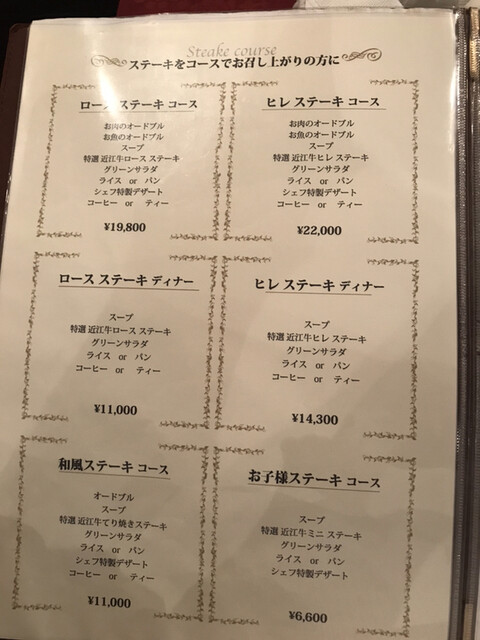 Steake course
ステーキをコースでお召し上がりの方に
ロース ステーキ コース
お肉のオードブル
お魚のオードブル
スープ
特選 近江牛ロース ステーキ
グリーンサラダ
ライス or パン
シェフ特製デザート
コーヒー or ティー
¥19,800
ヒレ ステーキ コース
お肉のオードブル
お魚のオードブル
スープ
特選 近江牛ヒレ ステーキ
グリーンサラダ
ライス or パン
シェフ特製デザート
コーヒー or ティー
¥22,000
ロース ステーキ ディナー
スープ
特選 近江牛ロース ステーキ
グリーンサラダ
ライス or パン
コーヒー or ティー
¥11,000
ヒレ ステーキ ディナー
スープ
特選 近江牛ヒレ ステーキ
グリーンサラダ
ライス or パン
コーヒー or ティー
¥14,300
和風ステーキ コース
オードブル
スープ
特選 近江牛てり焼きステーキ
グリーンサラダ
ライス or パン
シェフ特製デザート
コーヒー or ティー
¥11,000
お子様ステーキ コース
スープ
特選 近江牛ミニ ステーキ
グリーンサラダ
ライス or パン
シェフ特製デザート
¥6,600